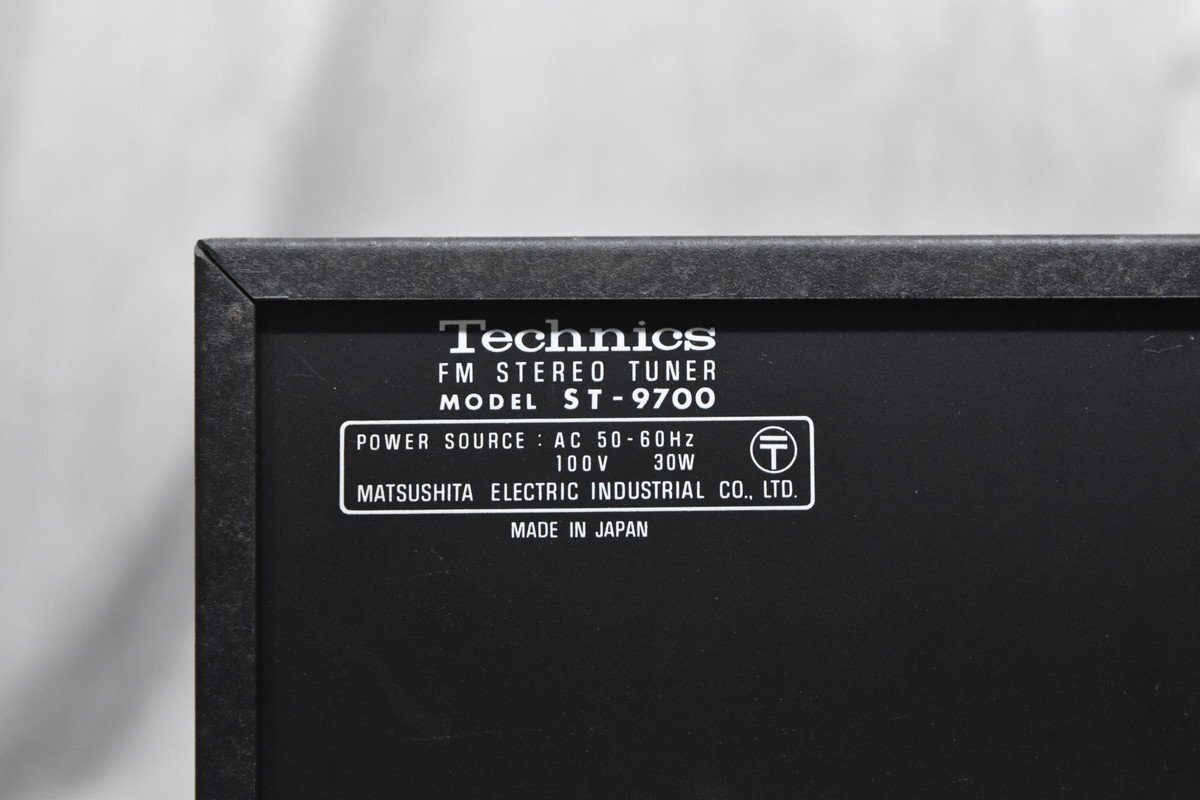 Technics
FM STEREO TUNER
MODEL ST-9700
POWER SOURCE : AC 50-60Hz
100V 30W
〒
MATSUSHITA ELECTRIC INDUSTRIAL CO., LTD.
MADE IN JAPAN